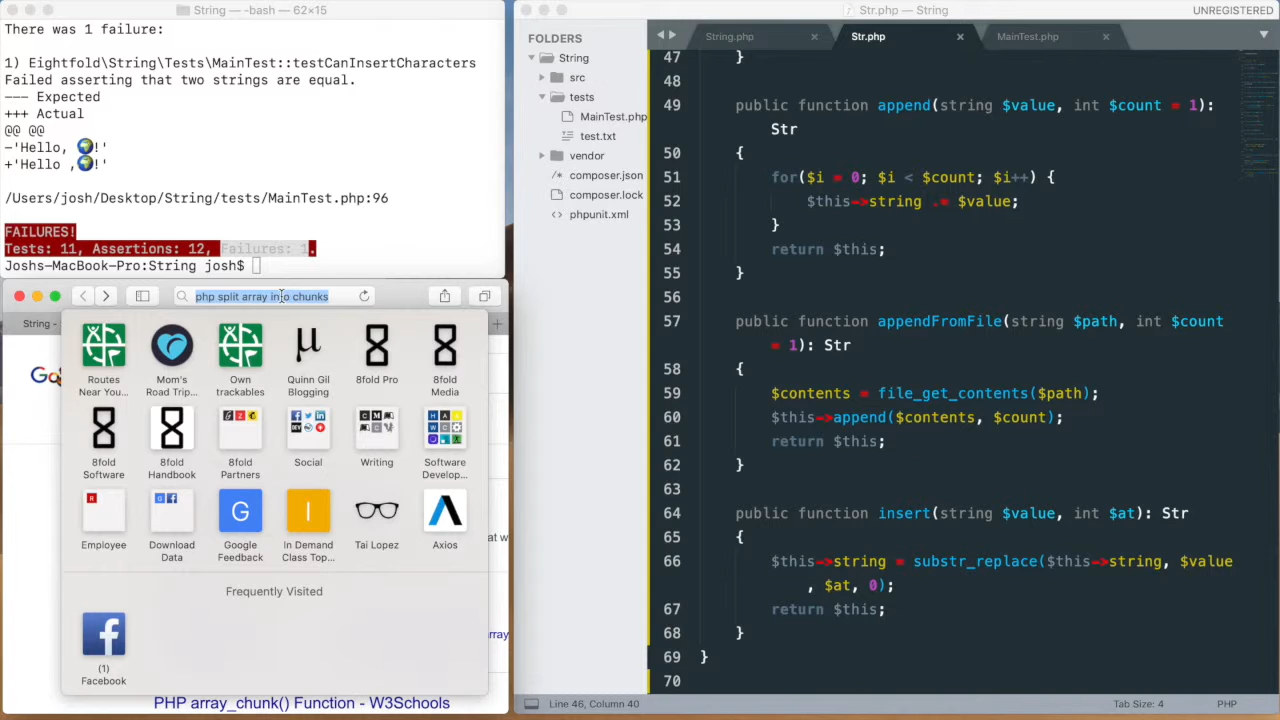 String — -bash — 62×15
There was 1 failure:
1) Eightfold\String\Tests\MainTest::testCanInsertCharacters
Failed asserting that two strings are equal.
--- Expected
+++ Actual
@@ @@
-'Hello, 🌍!'
+'Hello ,🌍!'
/Users/josh/Desktop/String/tests/MainTest.php:96
FAILURES!
Tests: 11, Assertions: 12, Failures: 1.
Joshs-MacBook-Pro:String josh$
php split array into chunks
String -
Routes
Near You...
Mom's
Road Trip...
Own
trackables
Quinn Gil
Blogging
8fold Pro
8fold
Media
8fold
Software
8fold
Handbook
8fold
Partners
Social
Writing
Software
Develop...
Employee
Download
Data
Google
Feedback
In Demand
Class Top...
Tai Lopez
Axios
Frequently Visited
(1)
Facebook
at w
array
PHP array_chunk() Function - W3Schools
Str.php — String
UNREGISTERED
FOLDERS
String
src
tests
MainTest.php
test.txt
vendor
composer.json
composer.lock
phpunit.xml
String.php
Str.php
MainTest.php
47 }
48
49 public function append(string $value, int $count = 1):
Str
50 {
51 for($i = 0; $i < $count; $i++) {
52 $this->string .= $value;
53 }
54 return $this;
55 }
56
57 public function appendFromFile(string $path, int $count
= 1): Str
58 {
59 $contents = file_get_contents($path);
60 $this->append($contents, $count);
61 return $this;
62 }
63
64 public function insert(string $value, int $at): Str
65 {
66 $this->string = substr_replace($this->string, $value
, $at, 0);
67 return $this;
68 }
69 }
70
Line 46, Column 40
Tab Size: 4
PHP